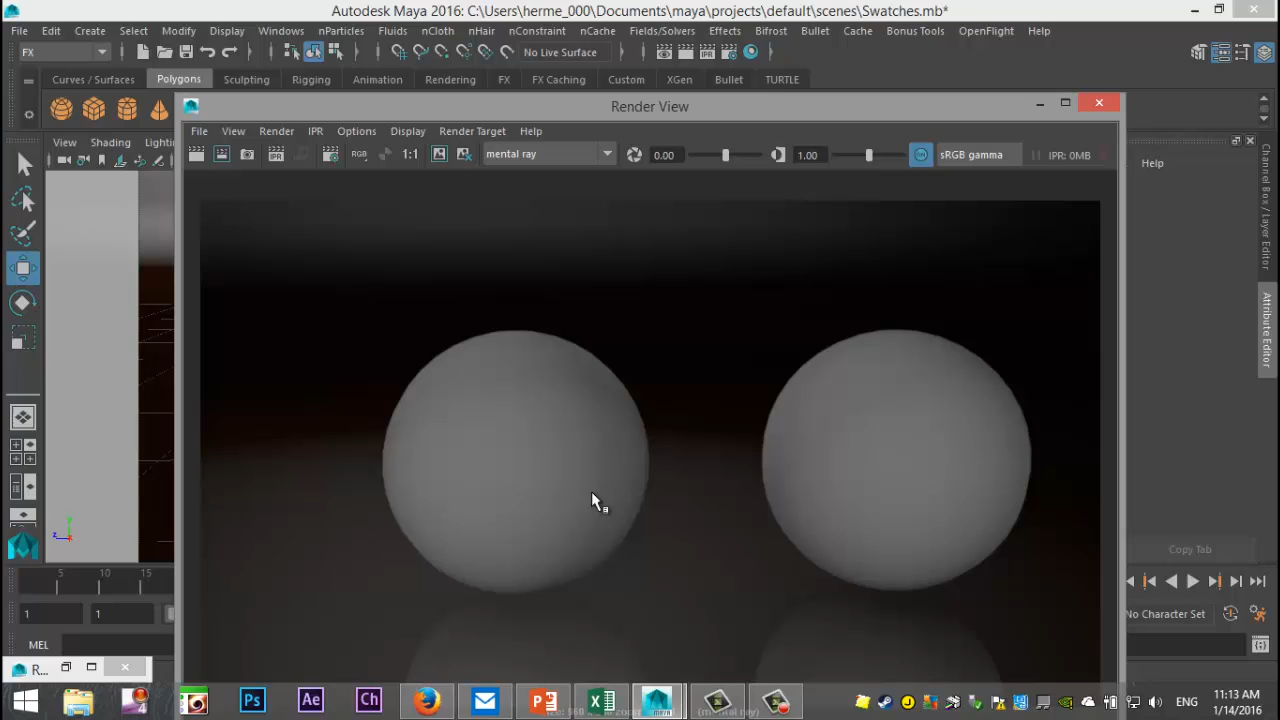 Autodesk Maya 2016: C:\Users\herme_000\Documents\maya\projects\default\scenes\Swatches.mb*
File Edit Create Select Modify Display Windows nParticles Fluids nCloth nHair nConstraint nCache Fields/Solvers Effects Bifrost Bullet Cache Bonus Tools OpenFlight Help
FX No Live Surface
Curves / Surfaces Polygons Sculpting Rigging Animation Rendering FX FX Caching Custom XGen Bullet TURTLE
Render View
File View Render IPR Options Display Render Target Help
View Shading Lighti
RGB 1:1 mental ray 0.00 1.00 sRGB gamma IPR: 0MB
Help
Channel Box / Layer Editor
Attribute Editor
Copy Tab
5 10 15
1 1 No Character Set
MEL
R...
Ps Ae Ch
ENG
11:13 AM
1/14/2016